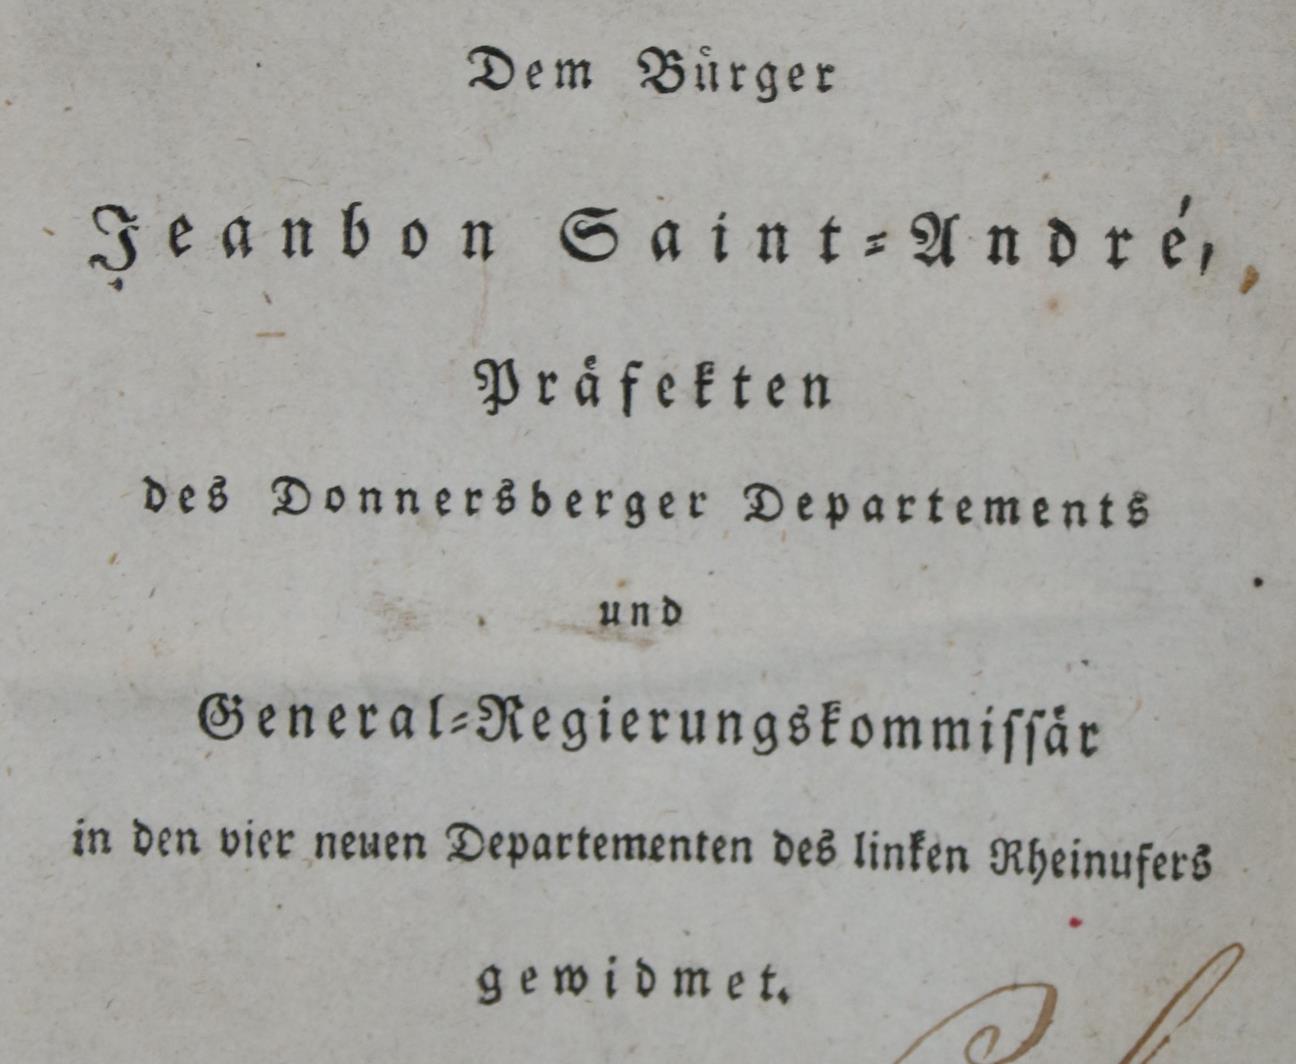 Dem Bürger
Jeanbon Saint-André,
Präfekten
des Donnersberger Departements
und
General-Regierungskommiſſär
in den vier neuen Departementen des linken Rheinufers
gewidmet.